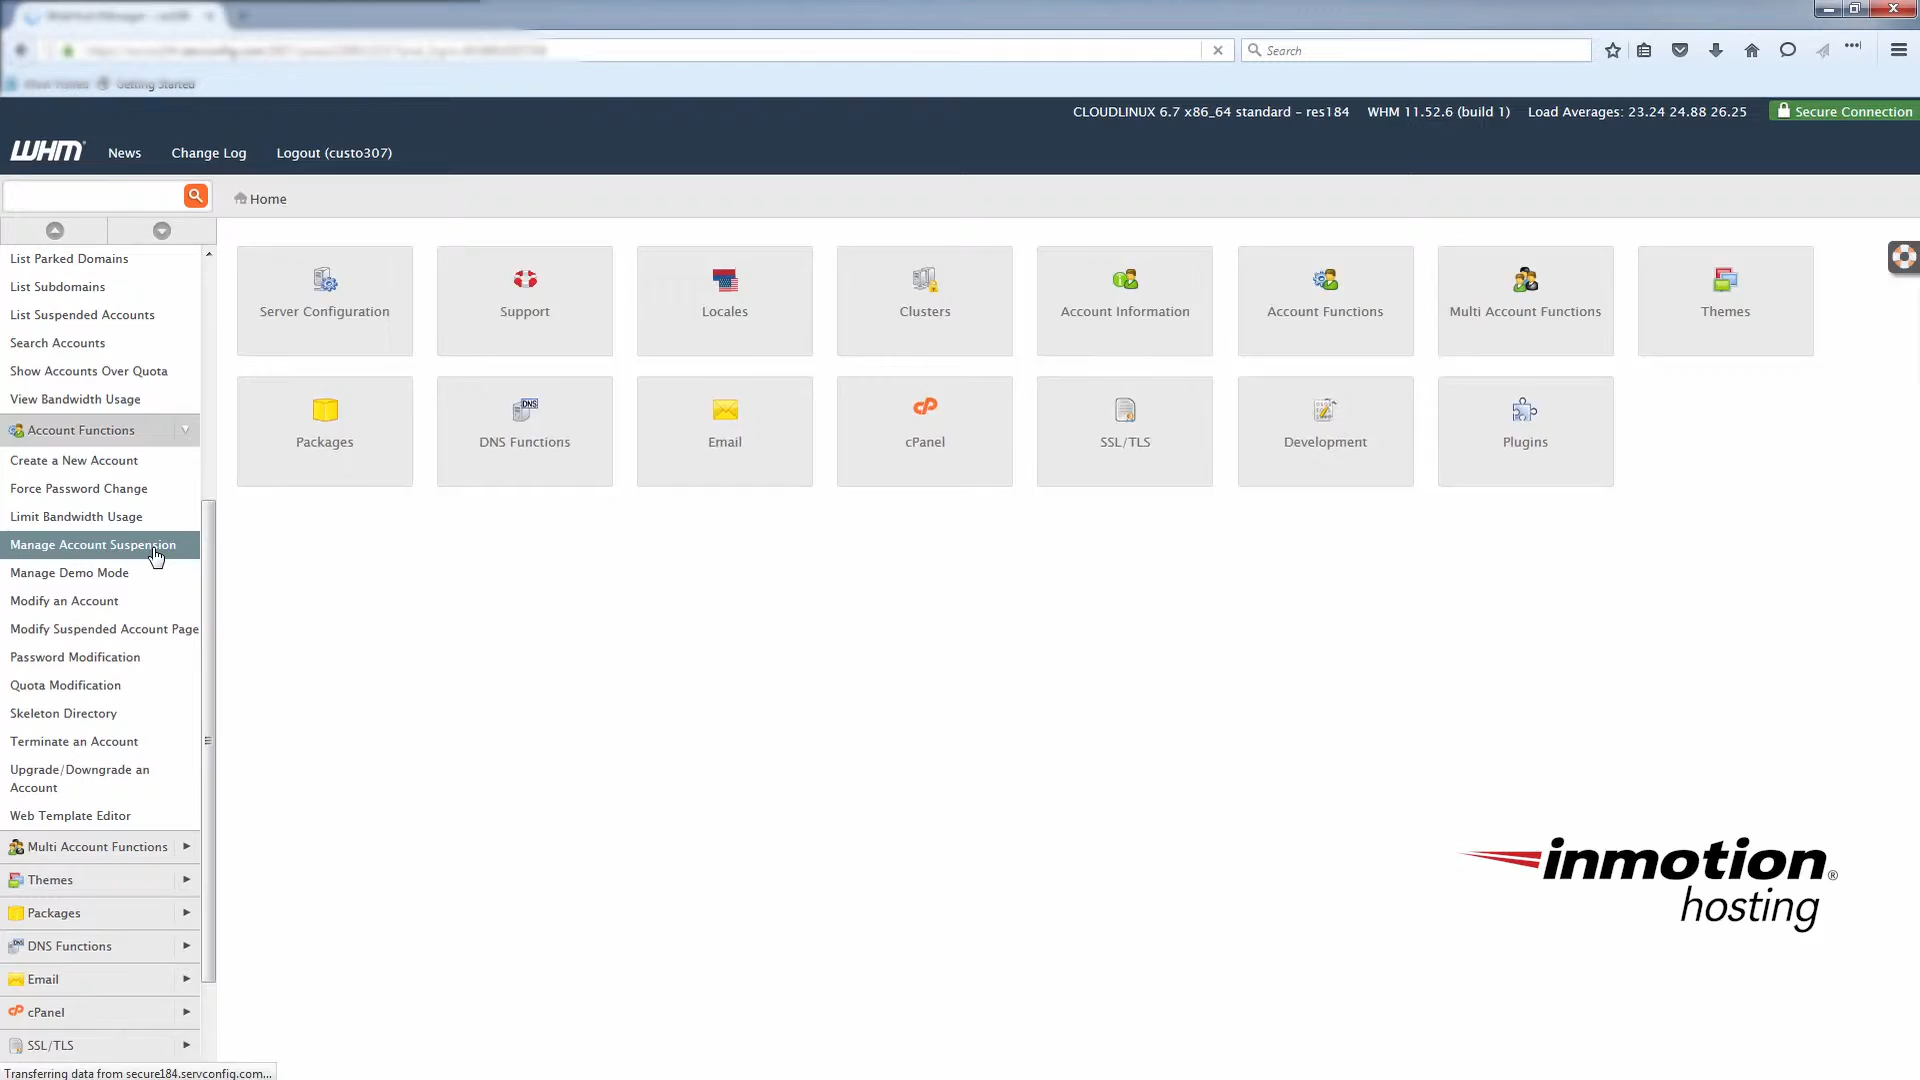 Search
Getting Started
CLOUDLINUX 6.7 x86_64 standard - res184 WHM 11.52.6 (build 1) Load Averages: 23.24 24.88 26.25 Secure Connection
WHM News Change Log Logout (custo307)
Home
List Parked Domains
List Subdomains
List Suspended Accounts
Search Accounts
Show Accounts Over Quota
View Bandwidth Usage
Account Functions
Create a New Account
Force Password Change
Limit Bandwidth Usage
Manage Account Suspension
Manage Demo Mode
Modify an Account
Modify Suspended Account Page
Password Modification
Quota Modification
Skeleton Directory
Terminate an Account
Upgrade/Downgrade an
Account
Web Template Editor
Multi Account Functions
Themes
Packages
DNS Functions
Email
cPanel
SSL/TLS
Server Configuration Support Locales Clusters Account Information Account Functions Multi Account Functions Themes
DNS
Packages DNS Functions Email cPanel SSL/TLS Development Plugins
inmotion®
hosting
Transferring data from secure184.servconfig.com...